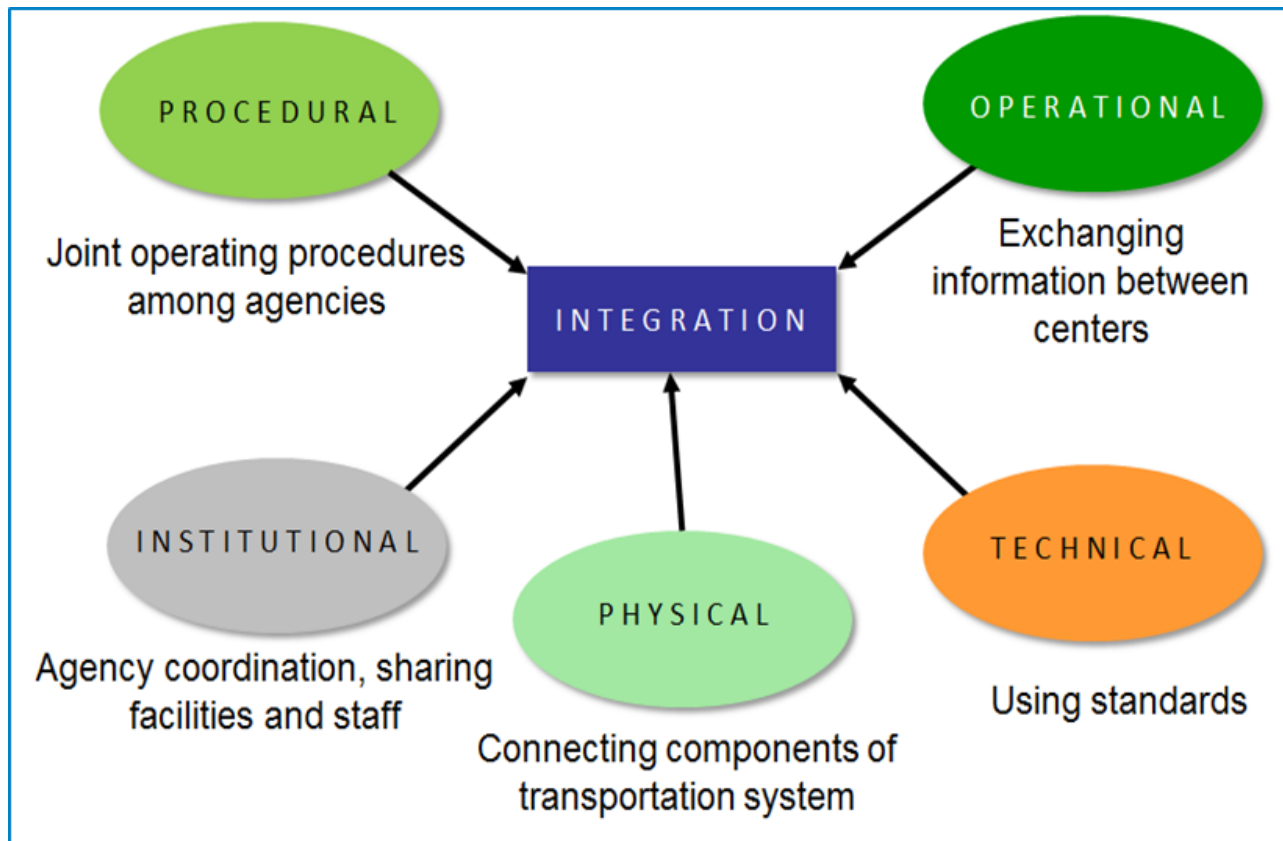 PROCEDURAL
Joint operating procedures
among agencies
OPERATIONAL
Exchanging
information between
centers
INTEGRATION
INSTITUTIONAL
Agency coordination, sharing
facilities and staff
PHYSICAL
Connecting components of
transportation system
TECHNICAL
Using standards